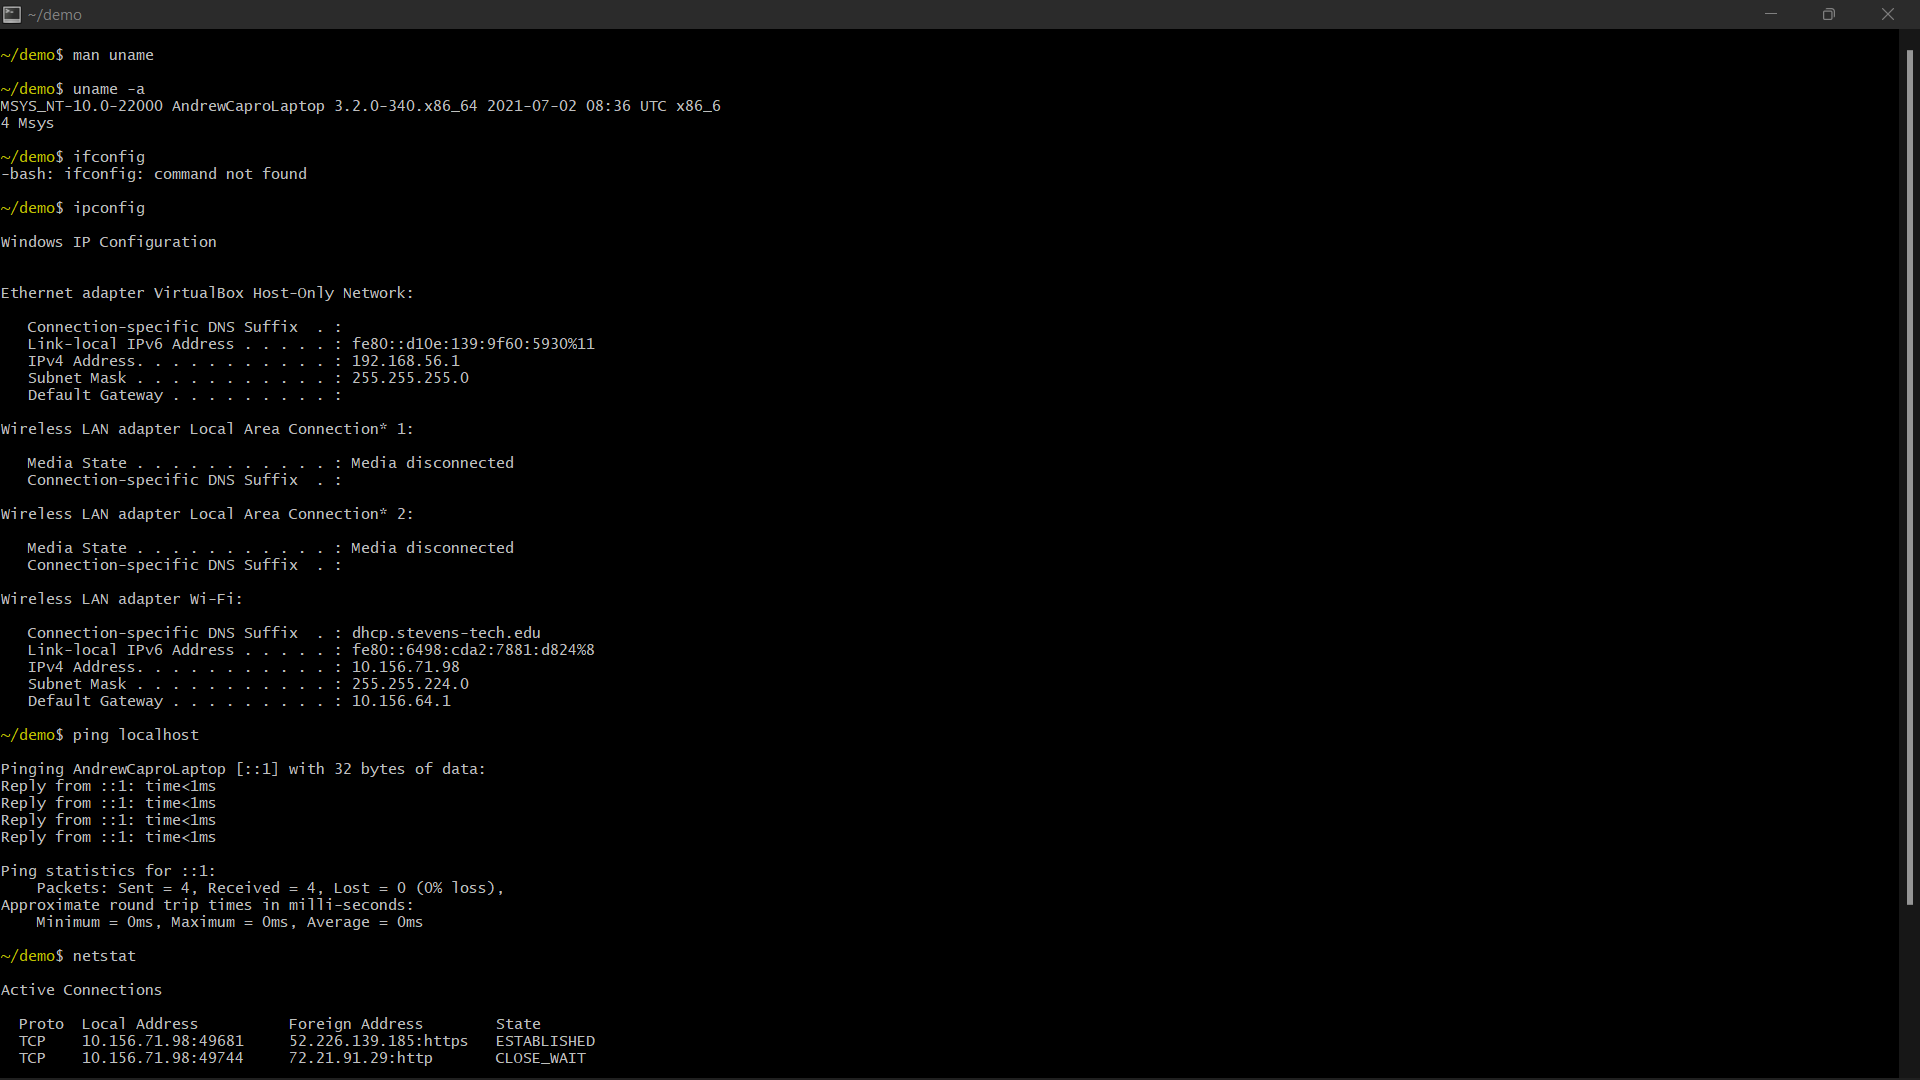 ~/demo
~/demo$ man uname
~/demo$ uname -a
MSYS_NT-10.0-22000 AndrewCaproLaptop 3.2.0-340.x86_64 2021-07-02 08:36 UTC x86_6
4 Msys
~/demo$ ifconfig
-bash: ifconfig: command not found
~/demo$ ipconfig
Windows IP Configuration
Ethernet adapter VirtualBox Host-Only Network:
   Connection-specific DNS Suffix  . :
   Link-local IPv6 Address . . . . . : fe80::d10e:139:9f60:5930%11
   IPv4 Address. . . . . . . . . . . : 192.168.56.1
   Subnet Mask . . . . . . . . . . . : 255.255.255.0
   Default Gateway . . . . . . . . . :
Wireless LAN adapter Local Area Connection* 1:
   Media State . . . . . . . . . . . : Media disconnected
   Connection-specific DNS Suffix  . :
Wireless LAN adapter Local Area Connection* 2:
   Media State . . . . . . . . . . . : Media disconnected
   Connection-specific DNS Suffix  . :
Wireless LAN adapter Wi-Fi:
   Connection-specific DNS Suffix  . : dhcp.stevens-tech.edu
   Link-local IPv6 Address . . . . . : fe80::6498:cda2:7881:d824%8
   IPv4 Address. . . . . . . . . . . : 10.156.71.98
   Subnet Mask . . . . . . . . . . . : 255.255.224.0
   Default Gateway . . . . . . . . . : 10.156.64.1
~/demo$ ping localhost
Pinging AndrewCaproLaptop [::1] with 32 bytes of data:
Reply from ::1: time<1ms
Reply from ::1: time<1ms
Reply from ::1: time<1ms
Reply from ::1: time<1ms
Ping statistics for ::1:
    Packets: Sent = 4, Received = 4, Lost = 0 (0% loss),
Approximate round trip times in milli-seconds:
    Minimum = 0ms, Maximum = 0ms, Average = 0ms
~/demo$ netstat
Active Connections
  Proto  Local Address          Foreign Address        State
  TCP    10.156.71.98:49681     52.226.139.185:https   ESTABLISHED
  TCP    10.156.71.98:49744     72.21.91.29:http       CLOSE_WAIT